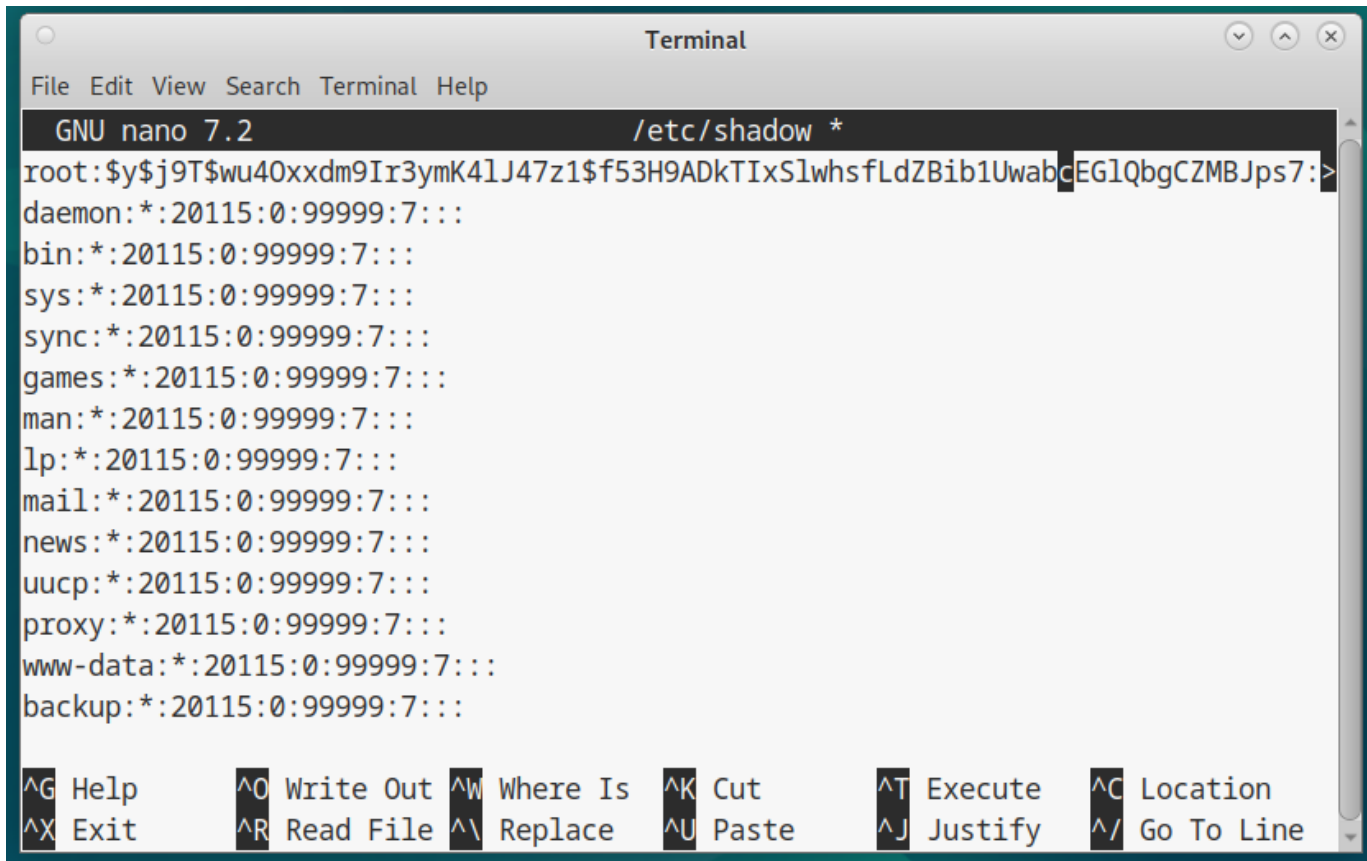 Terminal
File Edit View Search Terminal Help
GNU nano 7.2 /etc/shadow *
root:$y$j9T$wu4Oxxdm9Ir3ymK4lJ47z1$f53H9ADkTIxSlwhsfLdZBib1UwabcEGlQbgCZMBJps7:>
daemon:*:20115:0:99999:7:::
bin:*:20115:0:99999:7:::
sys:*:20115:0:99999:7:::
sync:*:20115:0:99999:7:::
games:*:20115:0:99999:7:::
man:*:20115:0:99999:7:::
lp:*:20115:0:99999:7:::
mail:*:20115:0:99999:7:::
news:*:20115:0:99999:7:::
uucp:*:20115:0:99999:7:::
proxy:*:20115:0:99999:7:::
www-data:*:20115:0:99999:7:::
backup:*:20115:0:99999:7:::
^G Help ^O Write Out ^W Where Is ^K Cut ^T Execute ^C Location
^X Exit ^R Read File ^\ Replace ^U Paste ^J Justify ^/ Go To Line